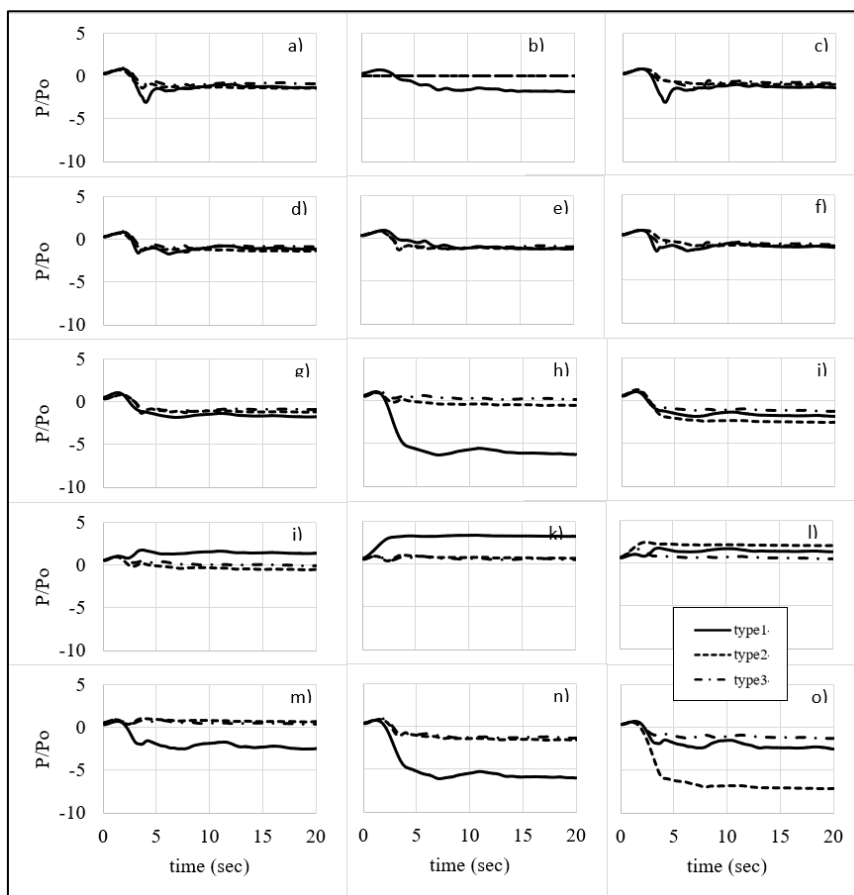 5
a) b) c)
0
P/Po
-5
-10
5
d) e) f)
0
P/Po
-5
-10
5
g) h) i)
0
P/Po
-5
-10
5
j) k) l)
0
P/Po
-5
-10
type1
type2
type3
5
m) n) o)
0
P/Po
-5
-10
0 5 10 15 20 0 5 10 15 20 0 5 10 15 20
time (sec) time (sec) time (sec)